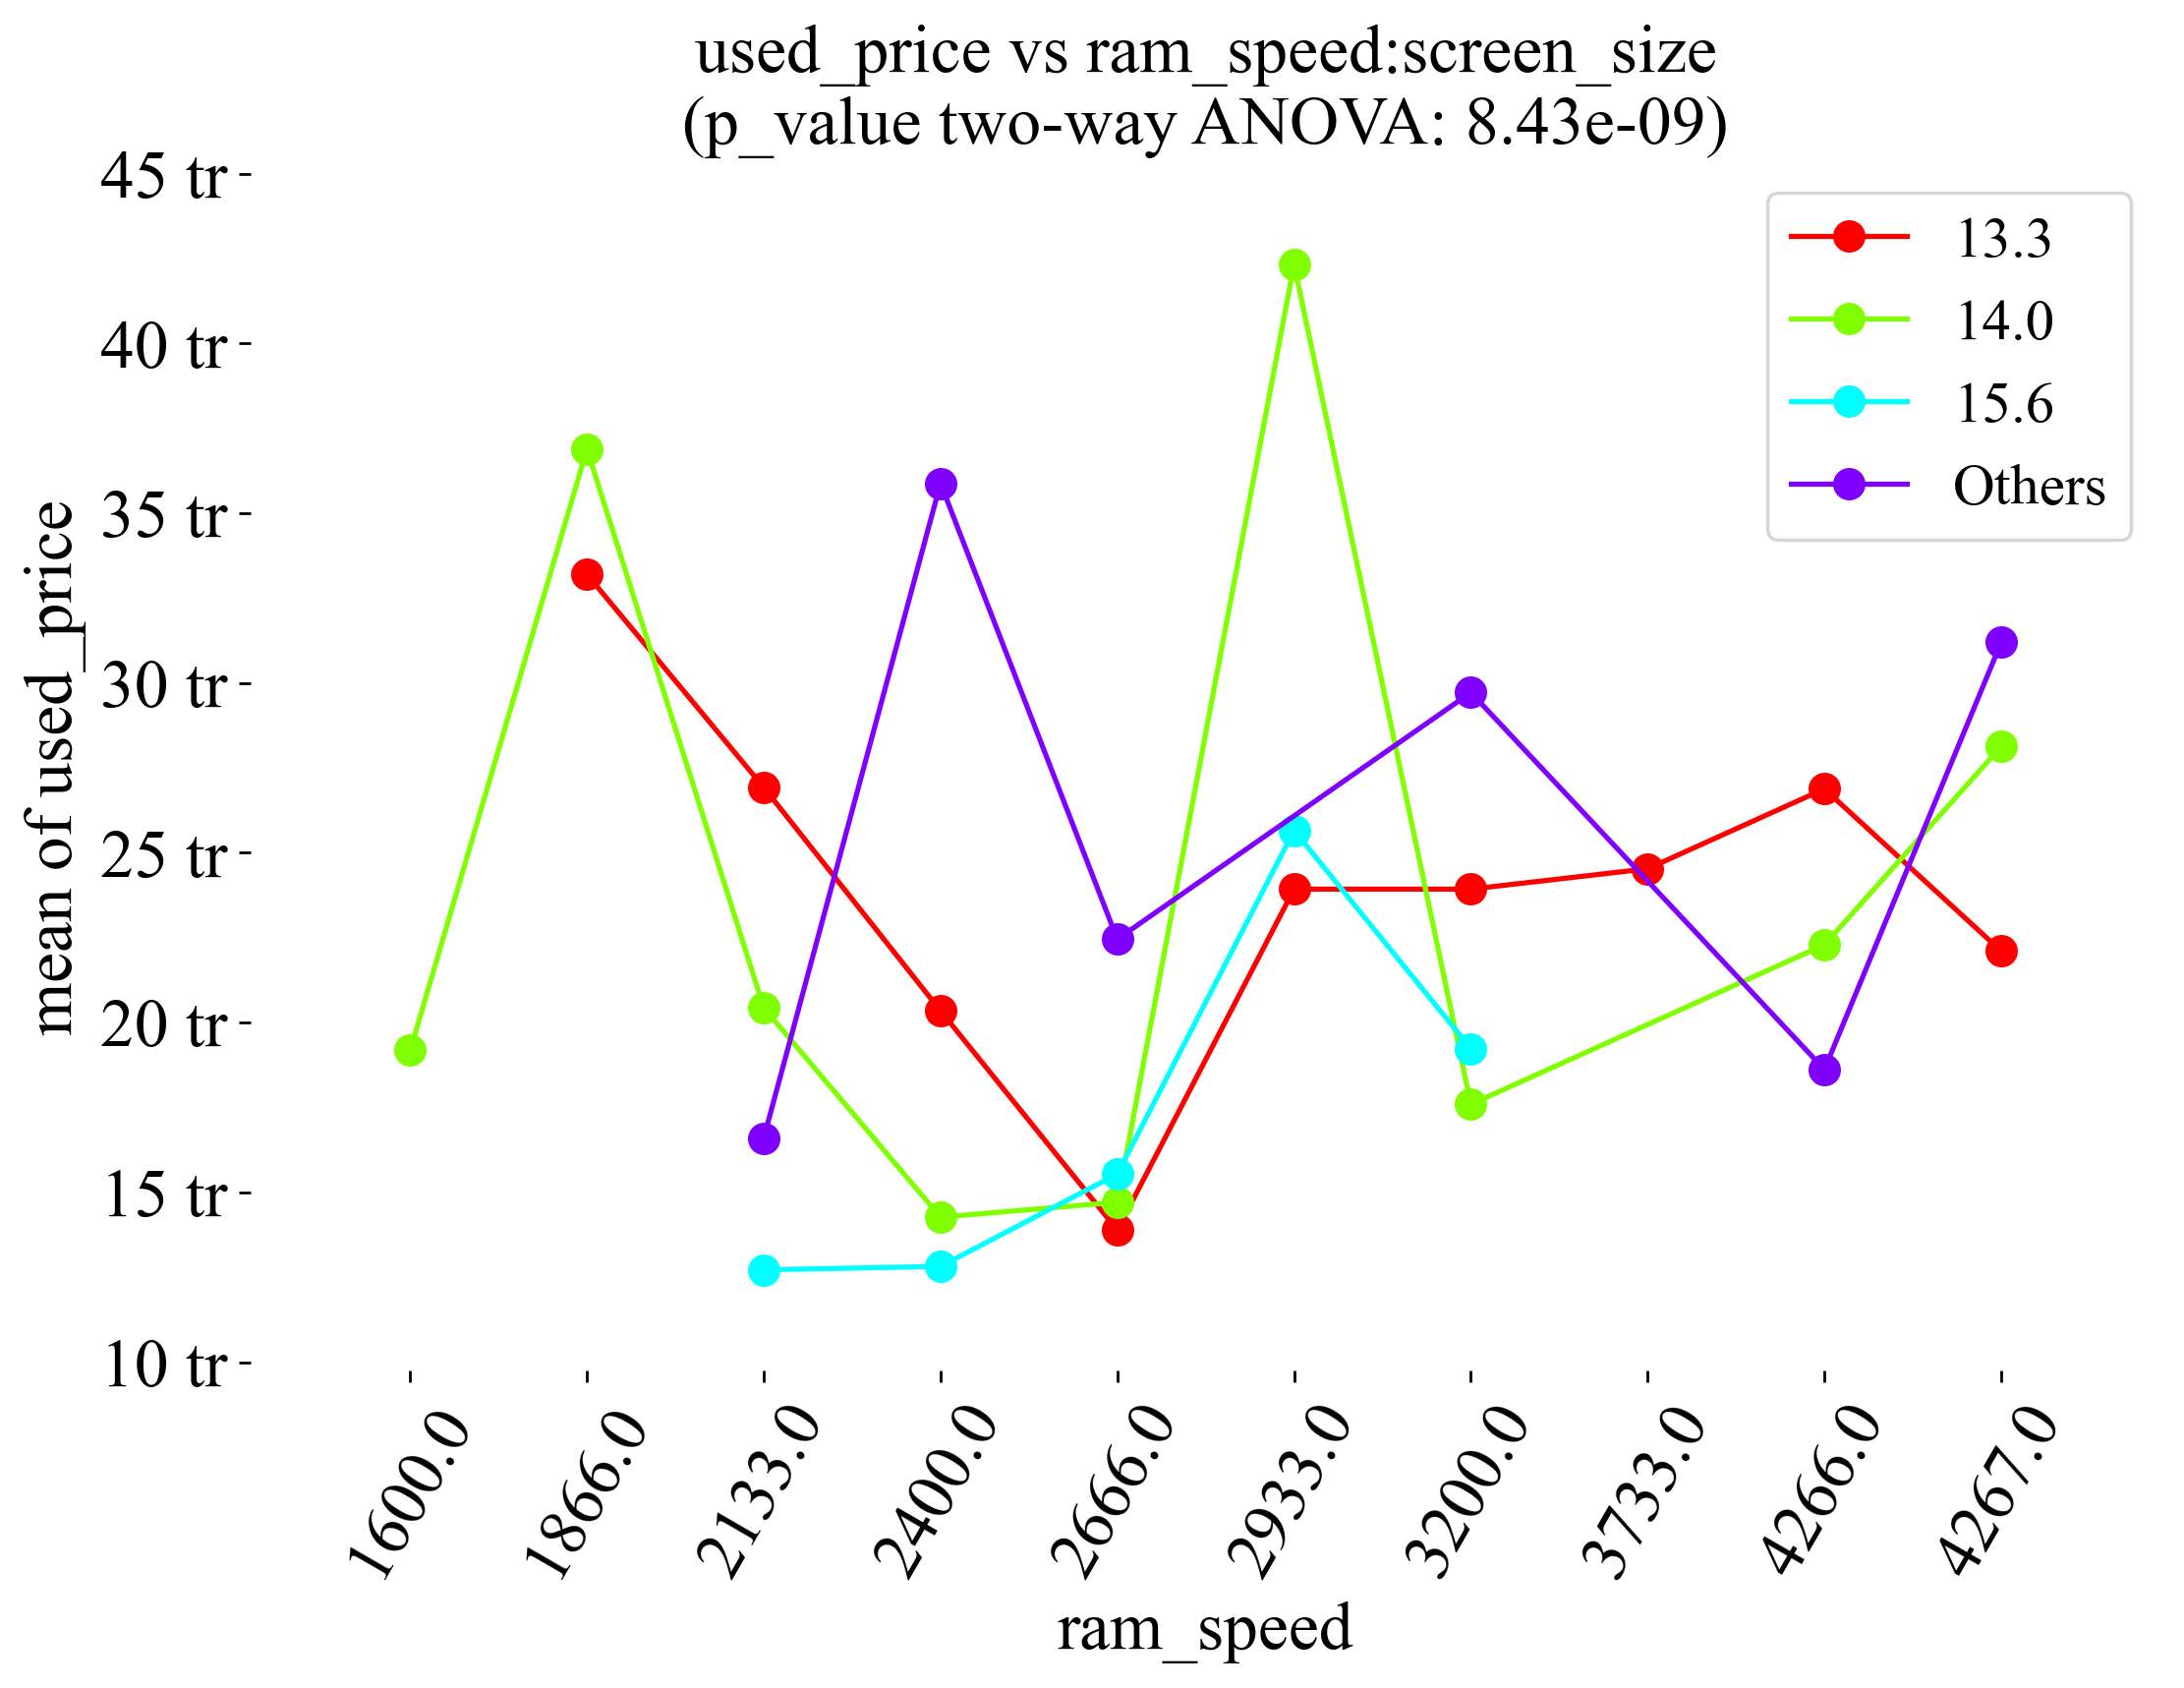 used_price vs ram_speed:screen_size
(p_value two-way ANOVA: 8.43e-09)
45 tr
40 tr
35 tr
30 tr
25 tr
20 tr
15 tr
10 tr
mean of used_price
13.3
14.0
15.6
Others
1600.0
1866.0
2133.0
2400.0
2666.0
2933.0
3200.0
3733.0
4266.0
4267.0
ram_speed